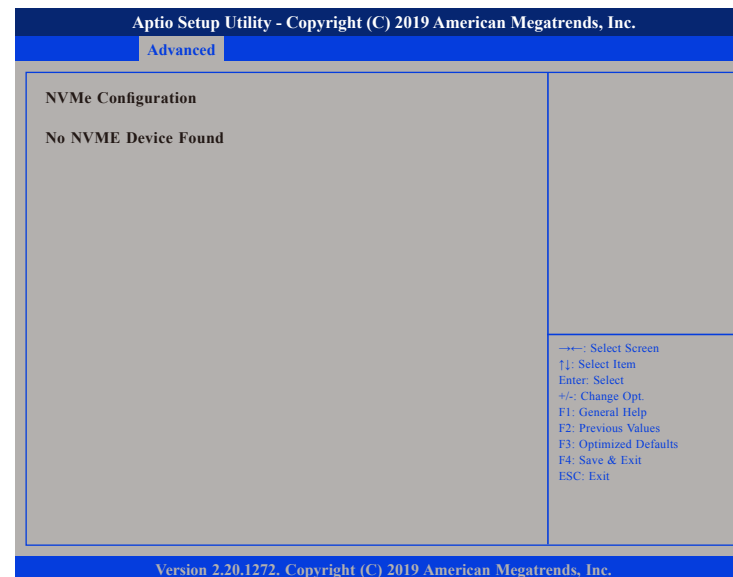 Aptio Setup Utility - Copyright (C) 2019 American Megatrends, Inc.
Advanced
NVMe Configuration
No NVME Device Found
→←: Select Screen
↑↓: Select Item
Enter: Select
+/-: Change Opt.
F1: General Help
F2: Previous Values
F3: Optimized Defaults
F4: Save & Exit
ESC: Exit
Version 2.20.1272. Copyright (C) 2019 American Megatrends, Inc.